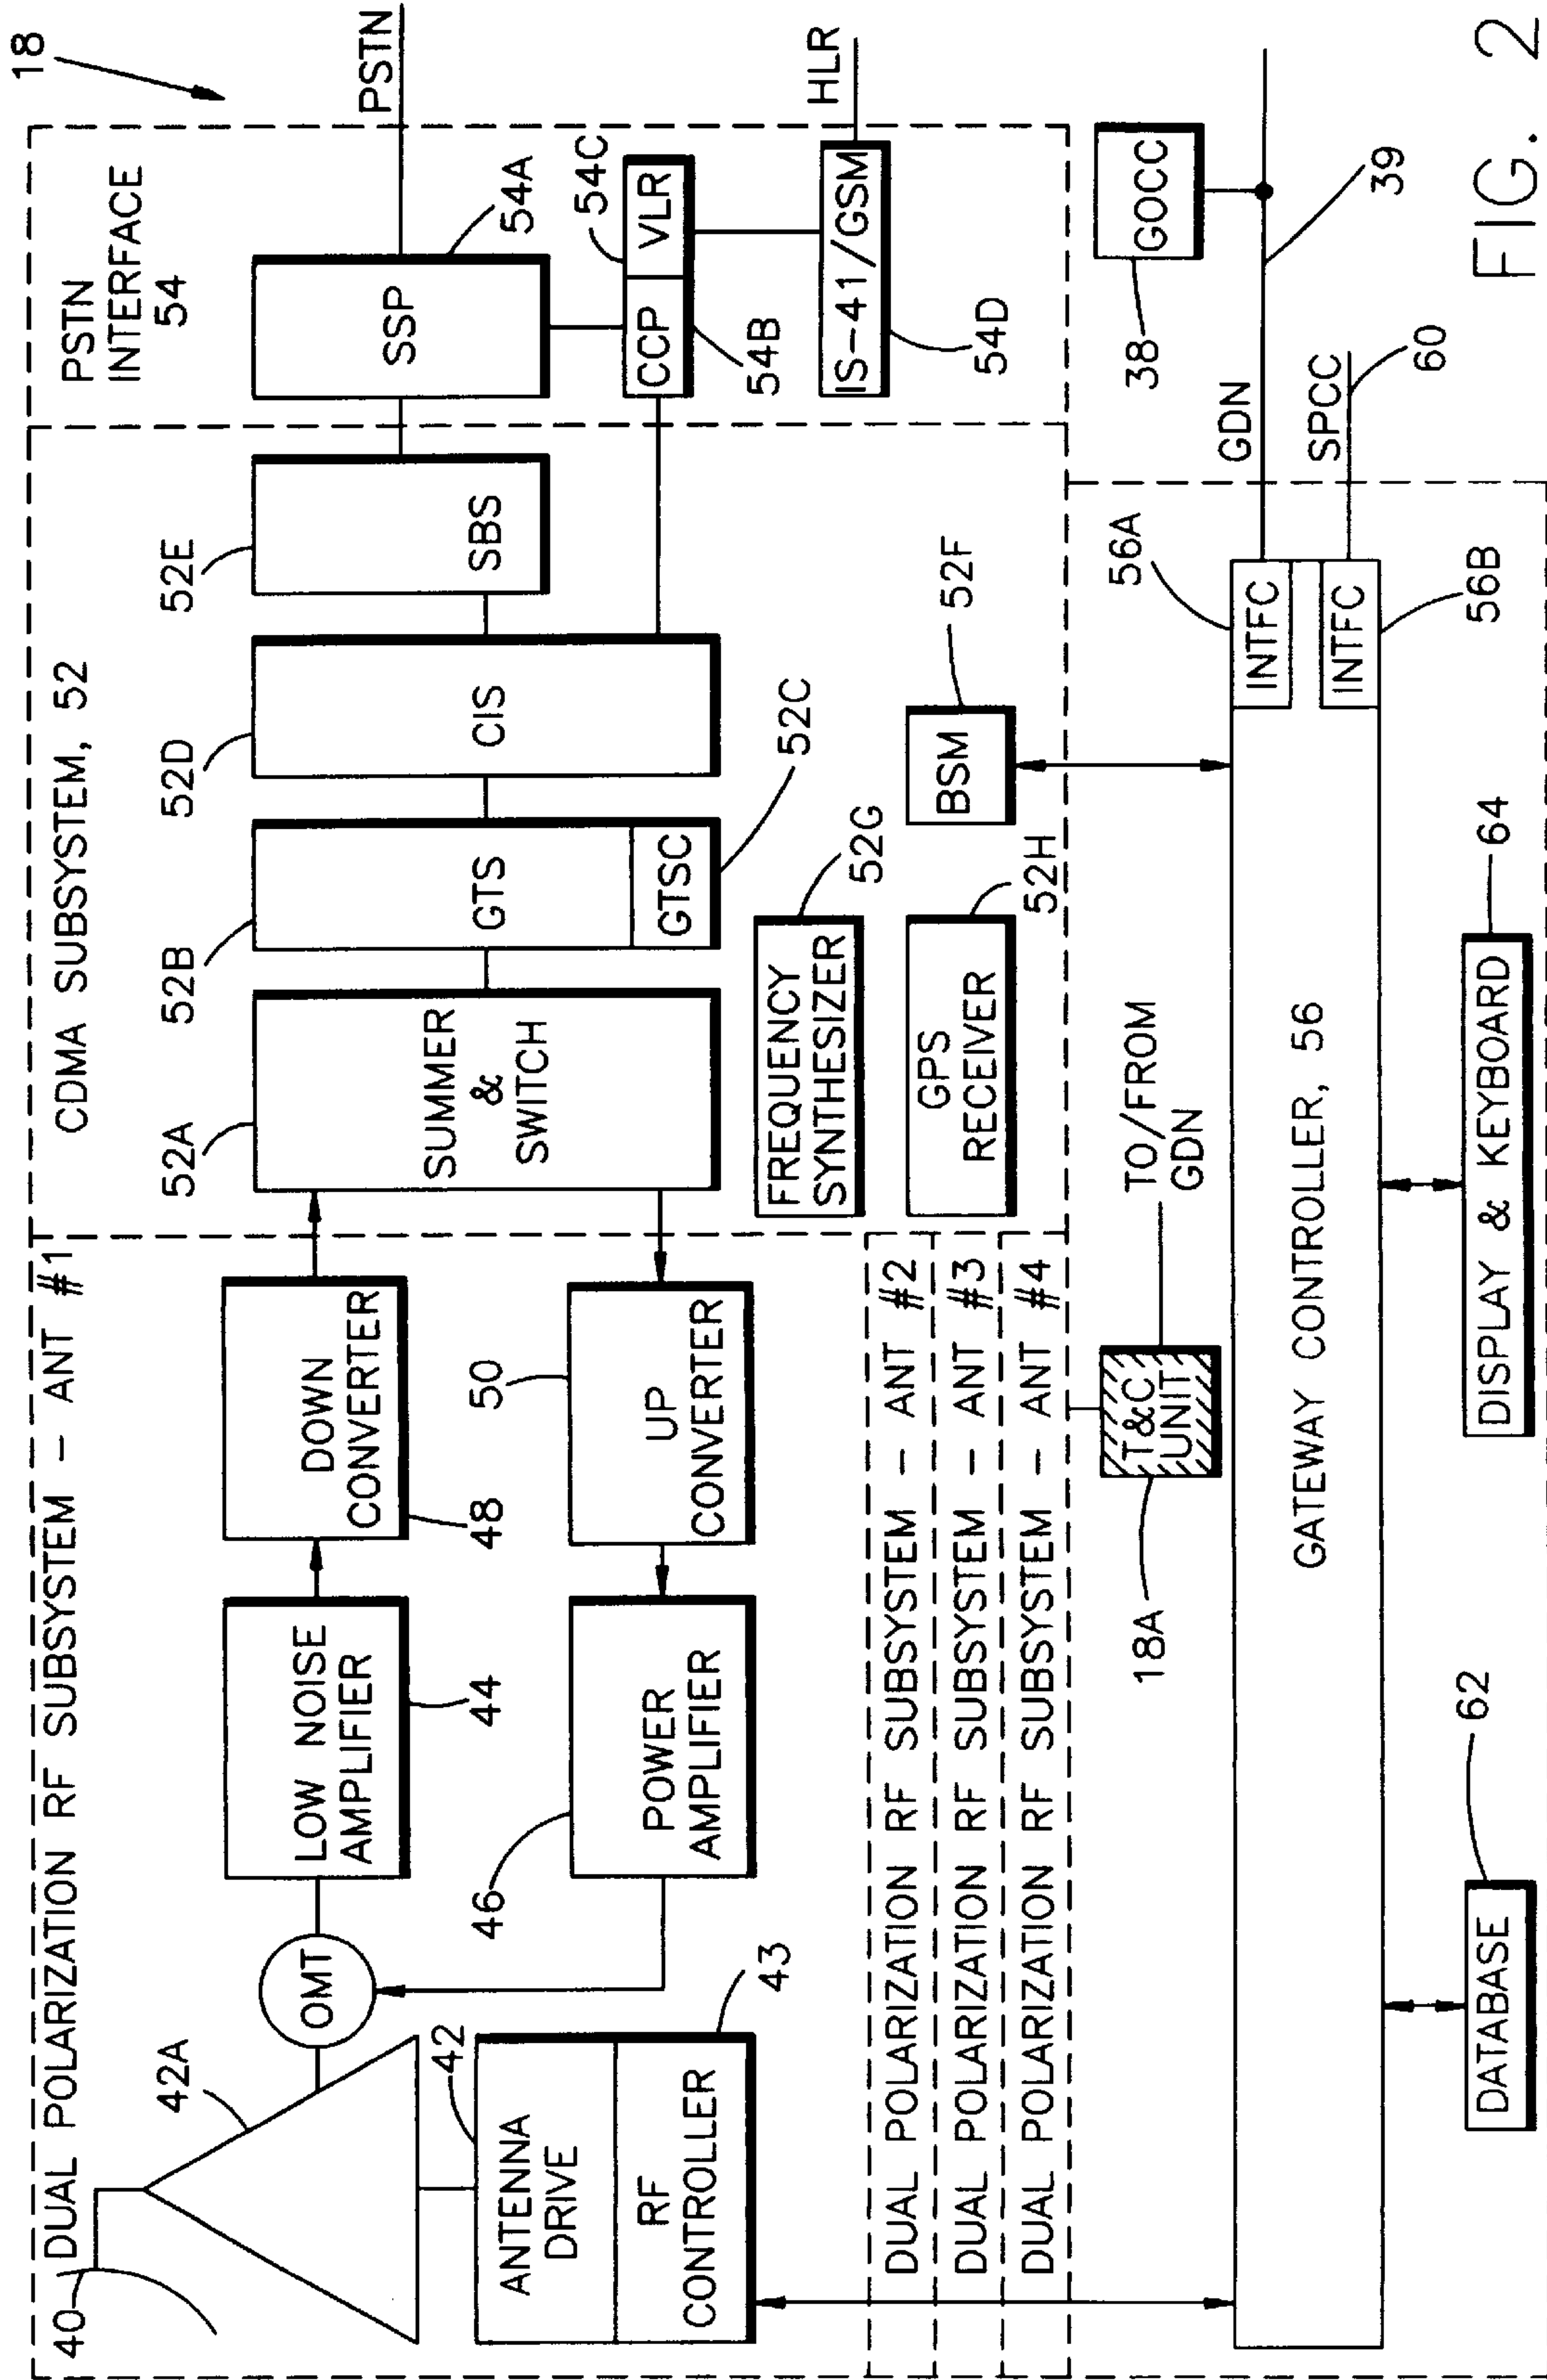 18
DUAL POLARIZATION RF SUBSYSTEM - ANT #1
40
42A
OMT
LOW NOISE
AMPLIFIER
44
DOWN
CONVERTER
48
42
ANTENNA
DRIVE
RF
CONTROLLER
43
46
POWER
AMPLIFIER
50
UP
CONVERTER
DUAL POLARIZATION RF SUBSYSTEM - ANT #2
DUAL POLARIZATION RF SUBSYSTEM - ANT #3
DUAL POLARIZATION RF SUBSYSTEM - ANT #4
CDMA SUBSYSTEM, 52
52A
SUMMER
&
SWITCH
52B
GTS
GTSC
52C
52D
CIS
52E
SBS
FREQUENCY
SYNTHESIZER
52G
GPS
RECEIVER
52H
BSM
52F
PSTN
INTERFACE
54
SSP
54A
PSTN
CCP
VLR
54C
54B
IS-41/GSM
54D
HLR
18A
T&C
UNIT
TO/FROM
GDN
GATEWAY CONTROLLER, 56
56A
INTFC
INTFC
56B
GDN
SPCC
60
38
GOCC
39
DATABASE
62
DISPLAY & KEYBOARD
64
FIG. 2